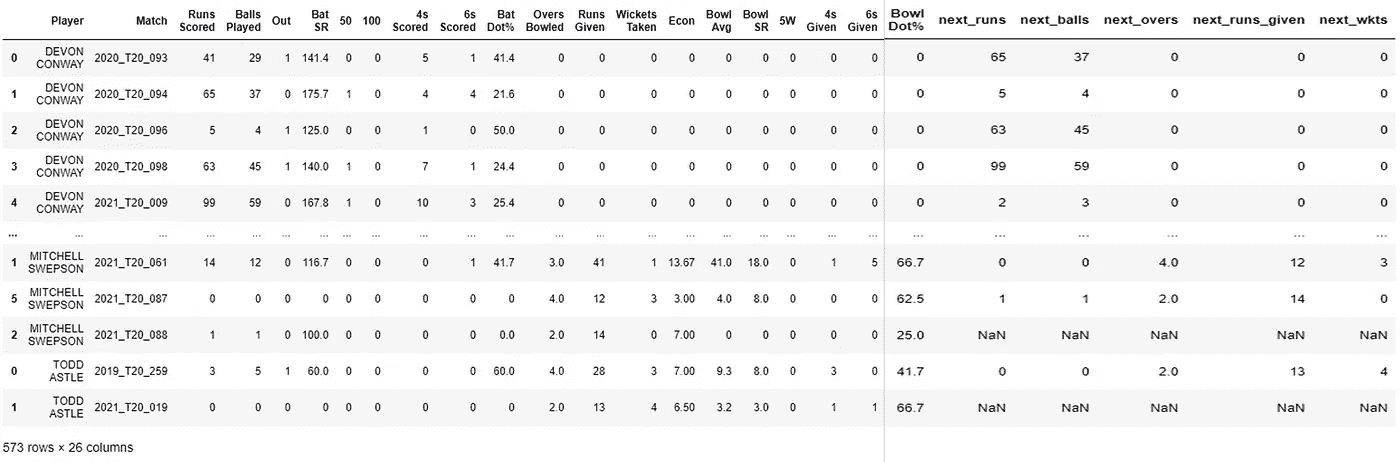 Player Match Runs Scored Balls Played Out Bat SR 50 100 4s Scored 6s Scored Bat Dot% Overs Bowled Runs Given Wickets Taken Econ Bowl Avg Bowl SR 5W 4s Given 6s Given Bowl Dot% next_runs next_balls next_overs next_runs_given next_wkts
0 DEVON CONWAY 2020_T20_093 41 29 1 141.4 0 0 5 1 41.4 0 0 0 0 0 0 0 0 0 0 65 37 0 0 0
1 DEVON CONWAY 2020_T20_094 65 37 0 175.7 1 0 4 4 21.6 0 0 0 0 0 0 0 0 0 0 5 4 0 0 0
2 DEVON CONWAY 2020_T20_096 5 4 1 125.0 0 0 1 0 50.0 0 0 0 0 0 0 0 0 0 0 63 45 0 0 0
3 DEVON CONWAY 2020_T20_098 63 45 1 140.0 1 0 7 1 24.4 0 0 0 0 0 0 0 0 0 0 99 59 0 0 0
4 DEVON CONWAY 2021_T20_009 99 59 0 167.8 1 0 10 3 25.4 0 0 0 0 0 0 0 0 0 0 2 3 0 0 0
... ... ... ... ... ... ... ... ... ... ... ... ... ... ... ... ... ... ... ... ... ... ... ... ... ... ...
1 MITCHELL SWEPSON 2021_T20_061 14 12 0 116.7 0 0 0 1 41.7 3.0 41 1 13.67 41.0 18.0 0 1 5 66.7 0 0 4.0 12 3
5 MITCHELL SWEPSON 2021_T20_087 0 0 0 0 0 0 0 0 0 4.0 12 3 3.00 4.0 8.0 0 0 0 62.5 1 1 2.0 14 0
2 MITCHELL SWEPSON 2021_T20_088 1 1 0 100.0 0 0 0 0 0.0 2.0 14 0 7.00 0 0 0 0 0 25.0 NaN NaN NaN NaN NaN
0 TODD ASTLE 2019_T20_259 3 5 1 60.0 0 0 0 0 60.0 4.0 28 3 7.00 9.3 8.0 0 3 0 41.7 0 0 2.0 13 4
1 TODD ASTLE 2021_T20_019 0 0 0 0 0 0 0 0 0 2.0 13 4 6.50 3.2 3.0 0 1 1 66.7 NaN NaN NaN NaN NaN
573 rows × 26 columns